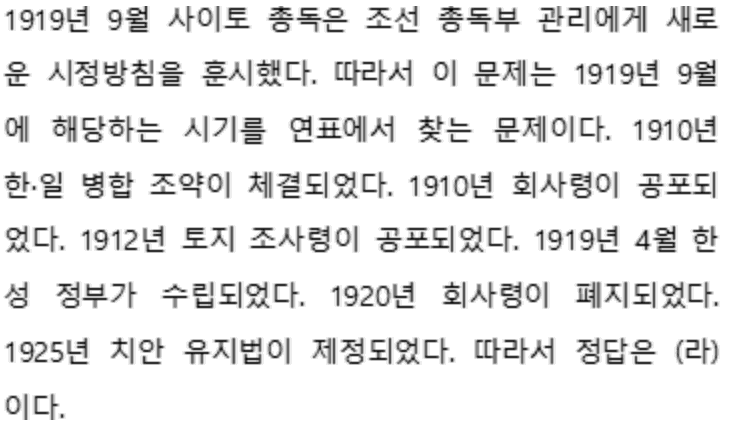 1919년 9월 사이토 총독은 조선 총독부 관리에게 새로
운 시정방침을 훈시했다. 따라서 이 문제는 1919년 9월
에 해당하는 시기를 연표에서 찾는 문제이다. 1910년
한·일 병합 조약이 체결되었다. 1910년 회사령이 공포되
었다. 1912년 토지 조사령이 공포되었다. 1919년 4월 한
성 정부가 수립되었다. 1920년 회사령이 폐지되었다.
1925년 치안 유지법이 제정되었다. 따라서 정답은 (라)
이다.